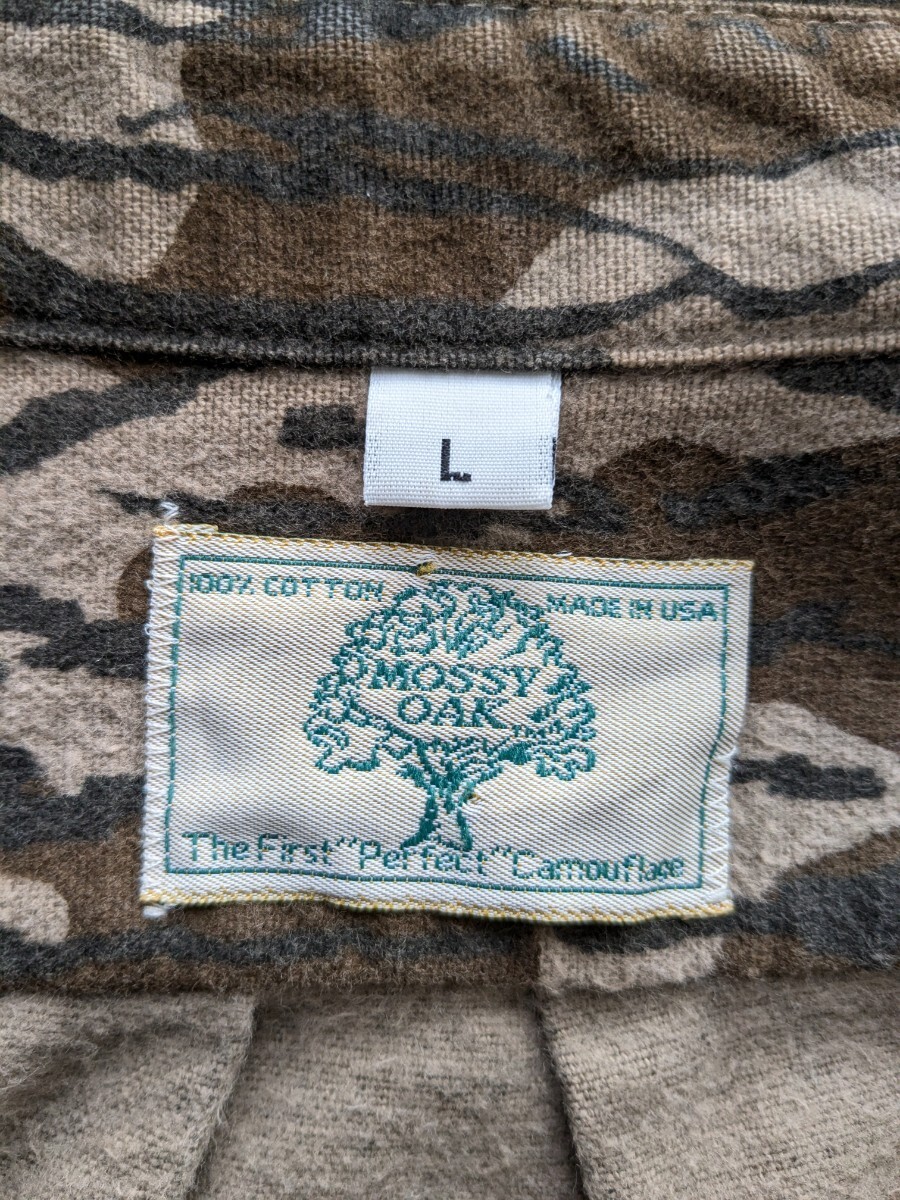 L
100% COTTON
MADE IN USA
MOSSY
OAK
The First "Perfect" Camouflage